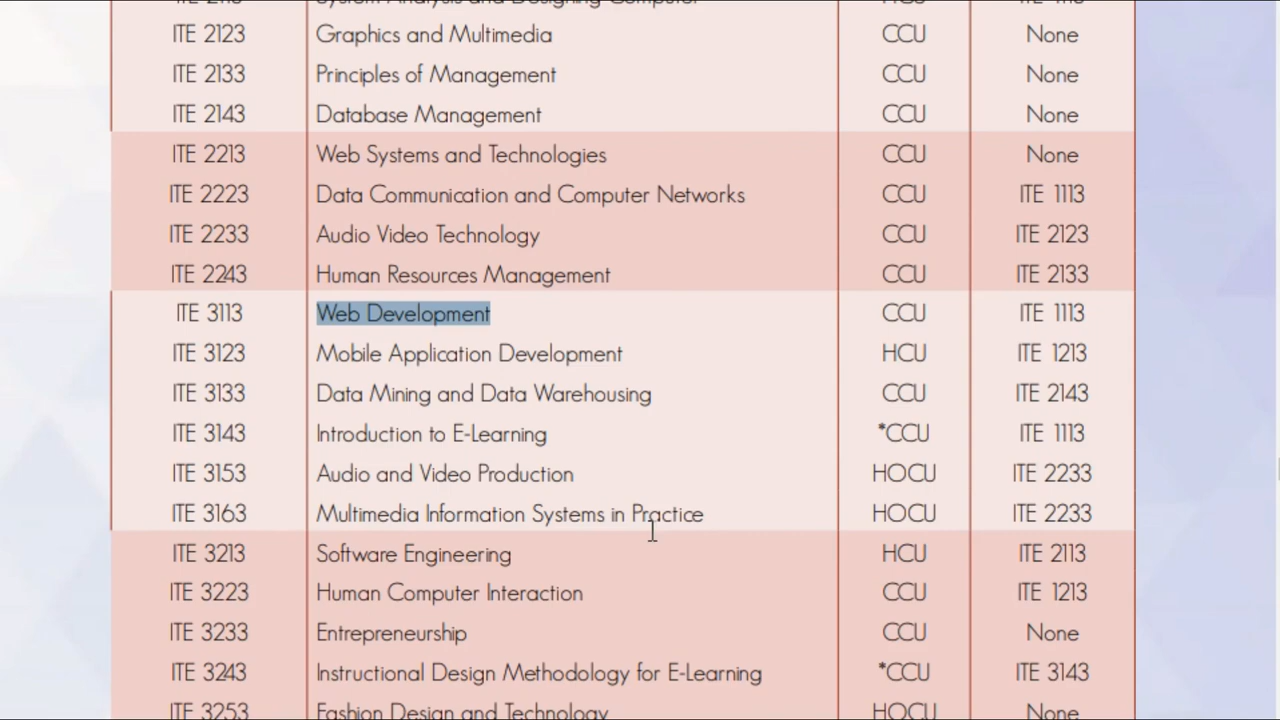 System Analysis and Designing Computer HCU
ITE 2123 Graphics and Multimedia CCU None
ITE 2133 Principles of Management CCU None
ITE 2143 Database Management CCU None
ITE 2213 Web Systems and Technologies CCU None
ITE 2223 Data Communication and Computer Networks CCU ITE 1113
ITE 2233 Audio Video Technology CCU ITE 2123
ITE 2243 Human Resources Management CCU ITE 2133
ITE 3113 Web Development CCU ITE 1113
ITE 3123 Mobile Application Development HCU ITE 1213
ITE 3133 Data Mining and Data Warehousing CCU ITE 2143
ITE 3143 Introduction to E-Learning *CCU ITE 1113
ITE 3153 Audio and Video Production HOCU ITE 2233
ITE 3163 Multimedia Information Systems in Practice HOCU ITE 2233
ITE 3213 Software Engineering HCU ITE 2113
ITE 3223 Human Computer Interaction CCU ITE 1213
ITE 3233 Entrepreneurship CCU None
ITE 3243 Instructional Design Methodology for E-Learning *CCU ITE 3143
ITE 3253 Fashion Design and Technology HOCU None